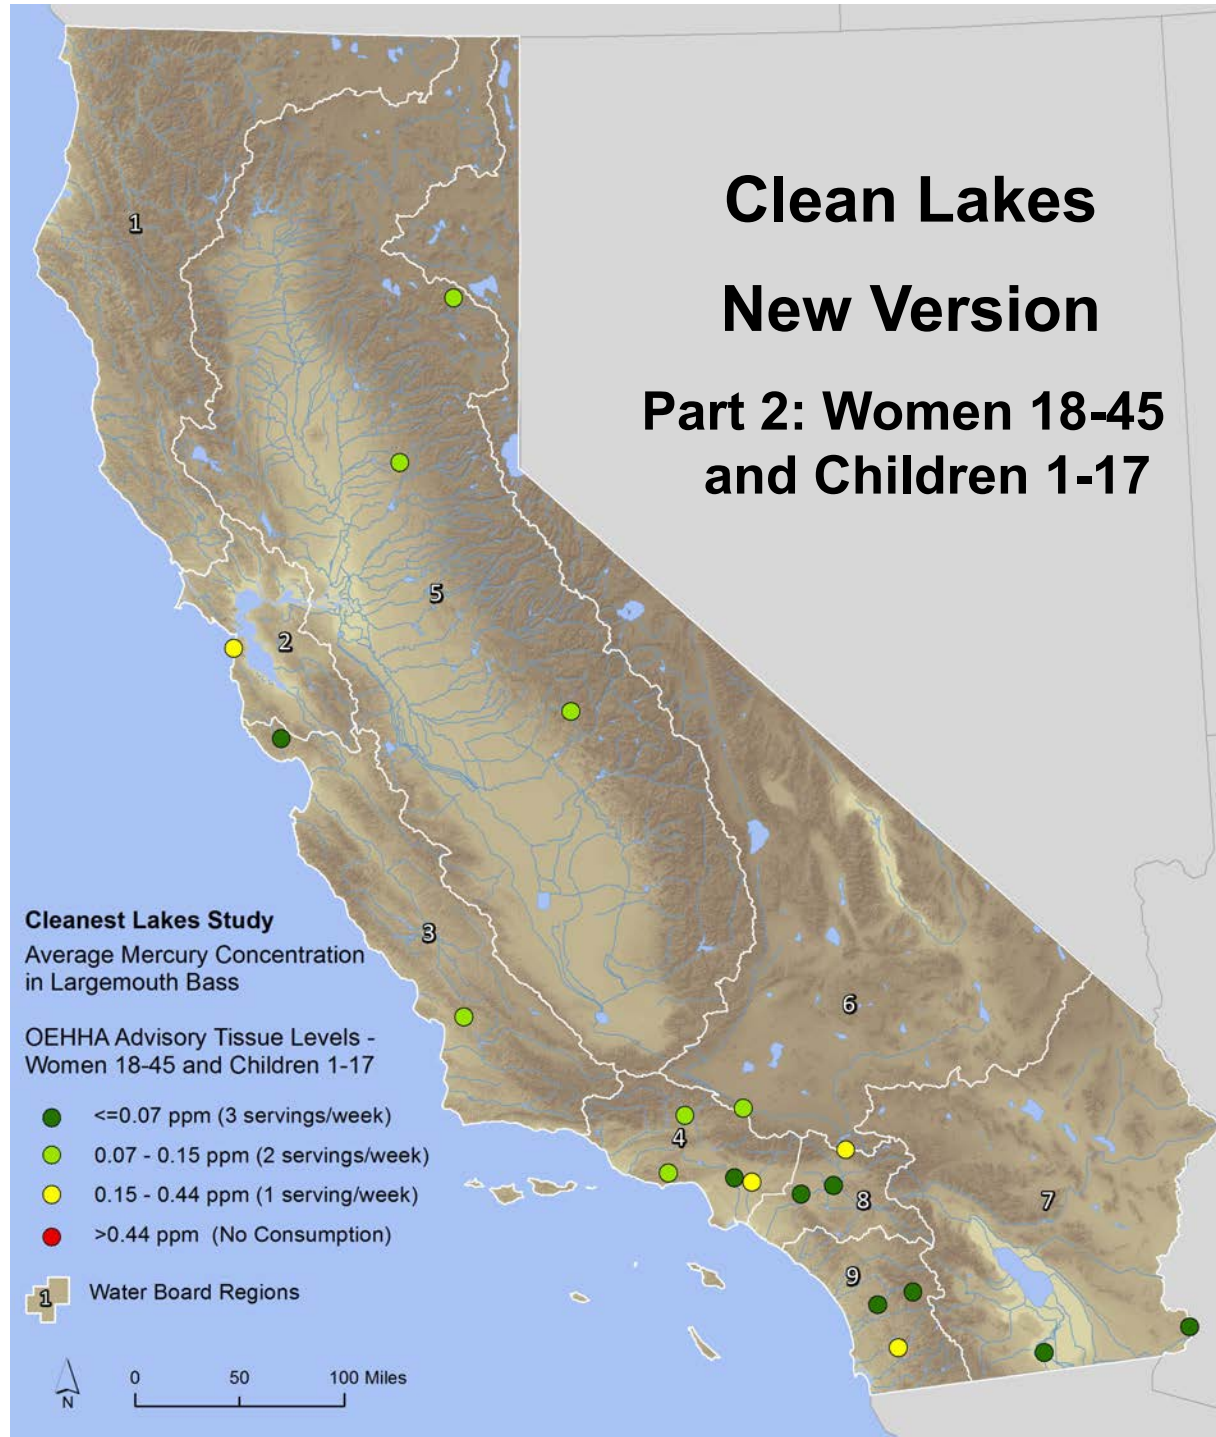 Clean Lakes
New Version
Part 2: Women 18-45
and Children 1-17
1
5
2
3
6
4
8
7
9
Cleanest Lakes Study
Average Mercury Concentration
in Largemouth Bass
OEHHA Advisory Tissue Levels -
Women 18-45 and Children 1-17
<=0.07 ppm (3 servings/week)
0.07 - 0.15 ppm (2 servings/week)
0.15 - 0.44 ppm (1 serving/week)
>0.44 ppm (No Consumption)
1 Water Board Regions
N
0 50 100 Miles